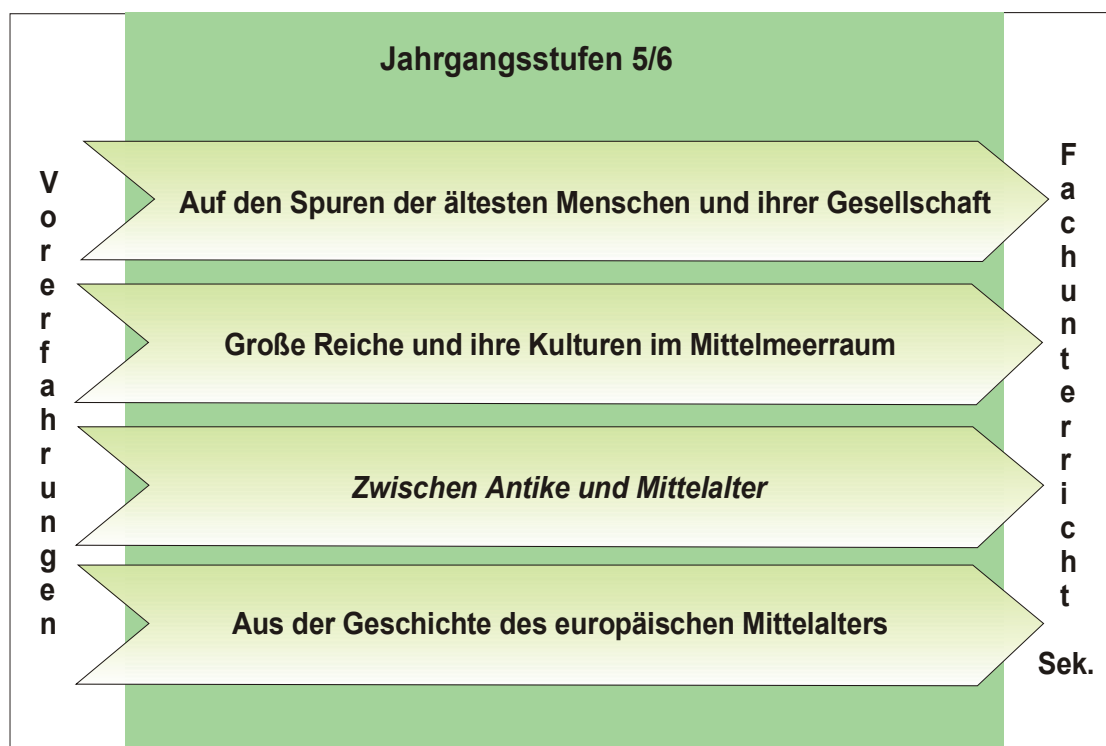 Jahrgangsstufen 5/6
Vorerfahrungen
Auf den Spuren der ältesten Menschen und ihrer Gesellschaft
Große Reiche und ihre Kulturen im Mittelmeerraum
Zwischen Antike und Mittelalter
Aus der Geschichte des europäischen Mittelalters
Fachunterricht
Sek.